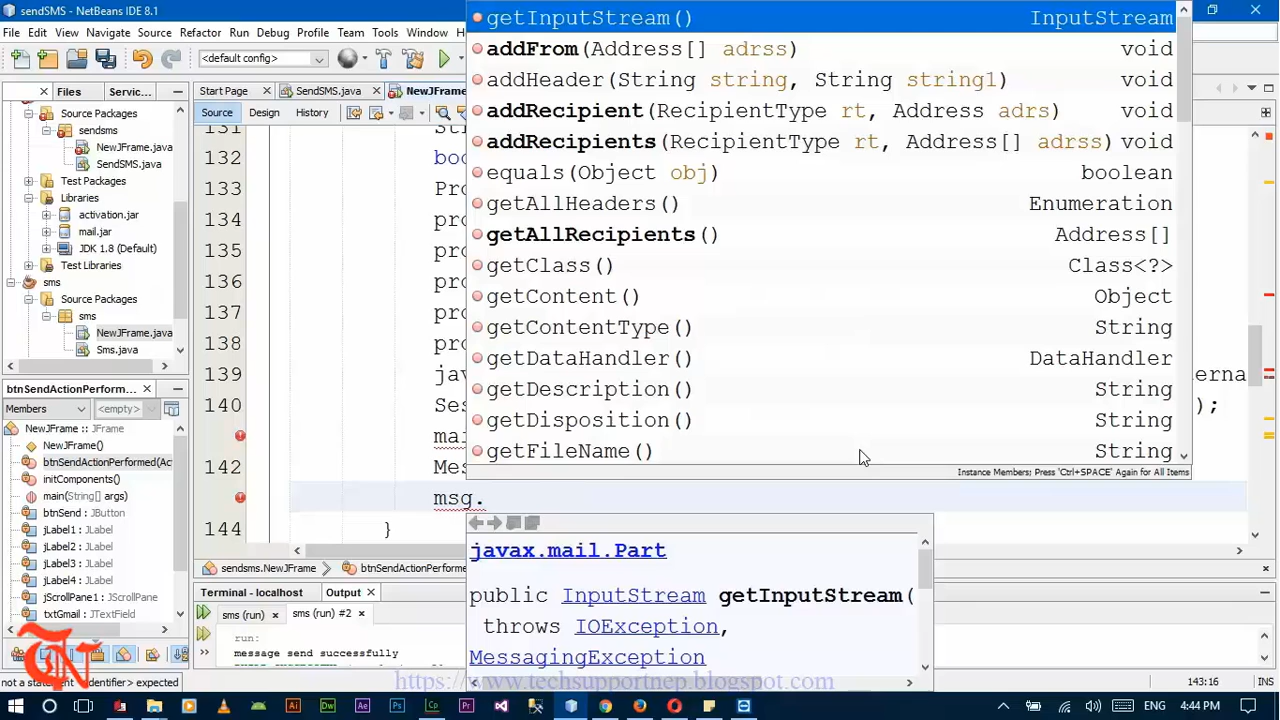 sendSMS - NetBeans IDE 8.1
File Edit View Navigate Source Refactor Run Debug Profile Team Tools Window
<default config>
Files Servic...
Start Page SendSMS.java NewJFrame
Source Design History
Source Packages
sendsms
NewJFrame.java
SendSMS.java
Test Packages
Libraries
activation.jar
mail.jar
JDK 1.8 (Default)
Test Libraries
sms
Source Packages
sms
NewJFrame.java
Sms.java
131 Str
132 boo
133 Pro
134 pro
135 pro
136 pro
137 pro
138 pro
139 jav erna
140 Ses );
mai
142 Mes
msg.
144 }
getInputStream() InputStream
addFrom(Address[] adrss) void
addHeader(String string, String string1) void
addRecipient(RecipientType rt, Address adrs) void
addRecipients(RecipientType rt, Address[] adrss) void
equals(Object obj) boolean
getAllHeaders() Enumeration
getAllRecipients() Address[]
getClass() Class<?>
getContent() Object
getContentType() String
getDataHandler() DataHandler
getDescription() String
getDisposition() String
getFileName() String
Instance Members; Press 'Ctrl+SPACE' Again for All Items
javax.mail.Part
public InputStream getInputStream(
throws IOException,
MessagingException
btnSendActionPerform...
Members <empty>
NewJFrame :: JFrame
NewJFrame()
btnSendActionPerformed(Ac
initComponents()
main(String[] args)
btnSend : JButton
jLabel1 : JLabel
jLabel2 : JLabel
jLabel3 : JLabel
jLabel4 : JLabel
jScrollPane1 : JScrollPane
txtGmail : JTextField
sendsms.NewJFrame btnSendActionPerforme
Terminal - localhost Output
sms (run) sms (run) #2
run:
message send successfully
TN
https://www.techsupportnep.blogspot.com
not a statement <identifier> expected
143:16 INS
4:44 PM
ENG